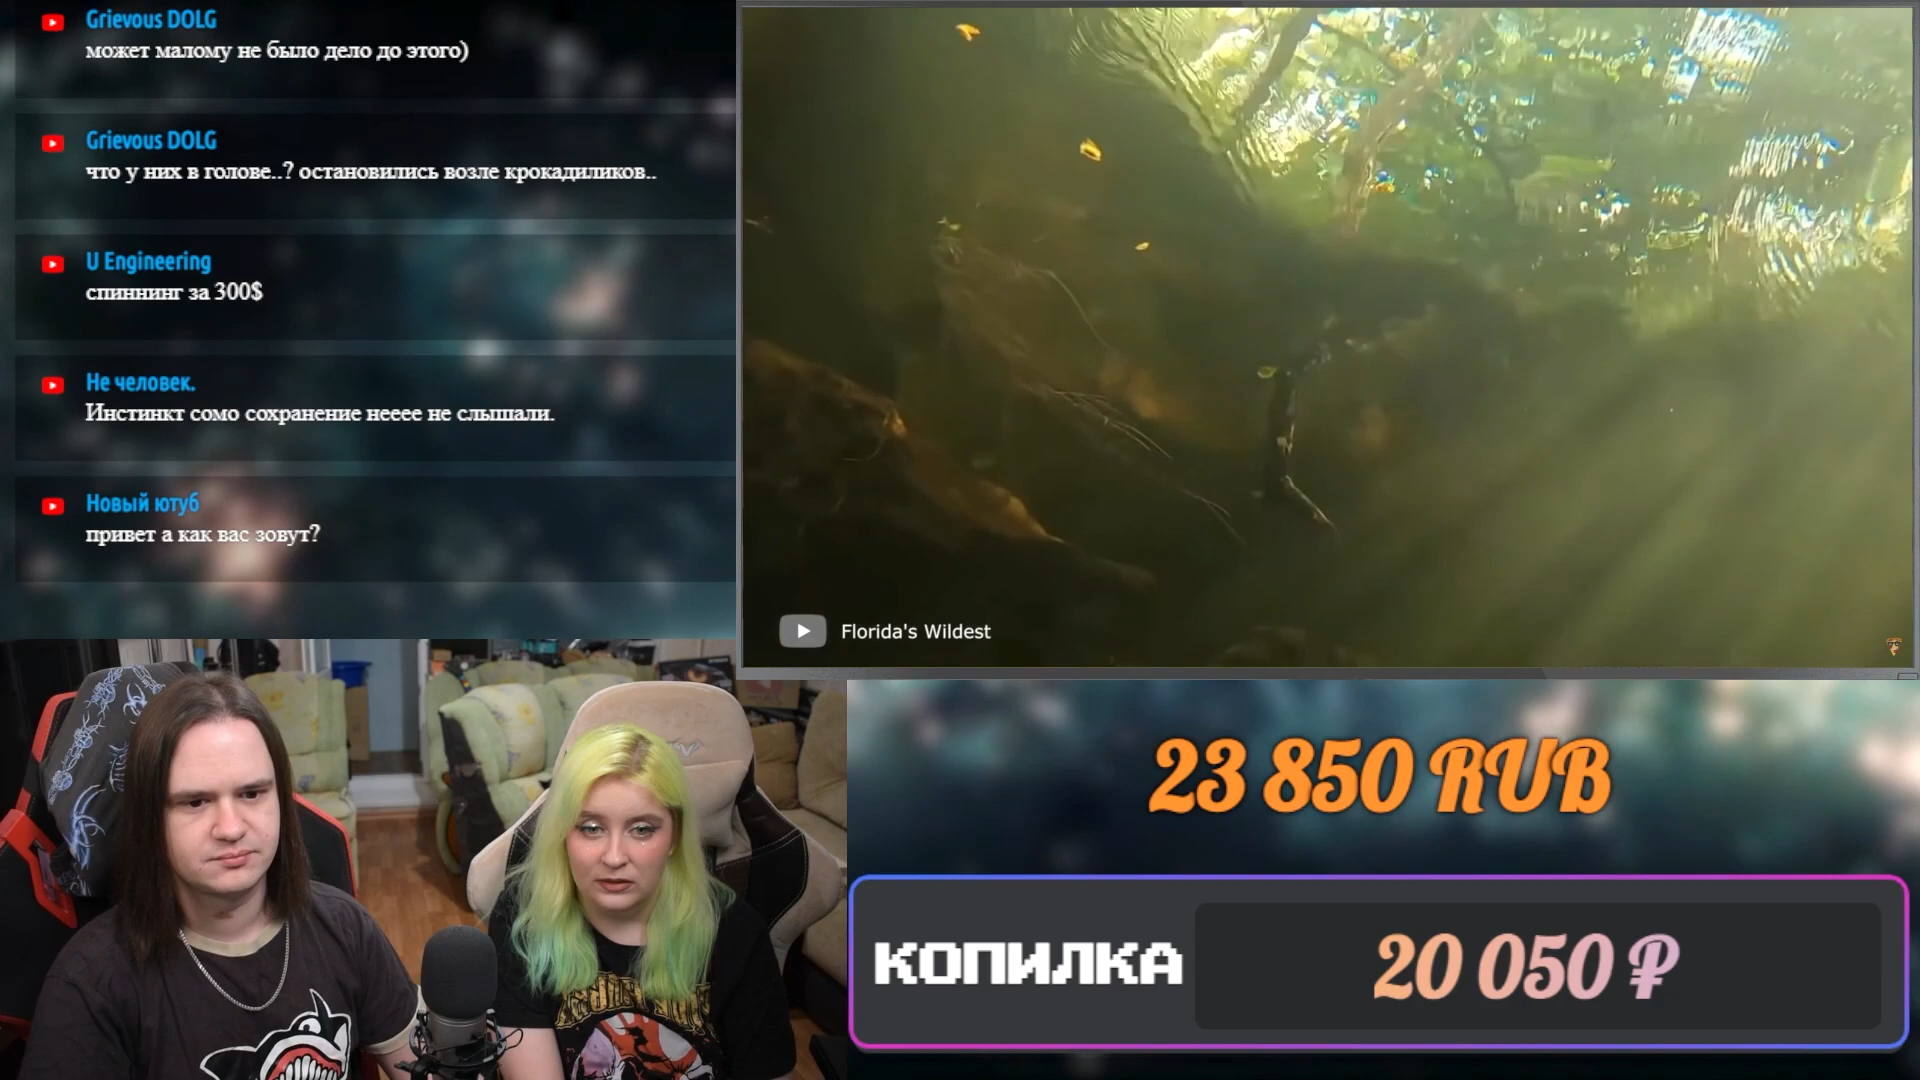 Grievous DOLG
может малому не было дело до этого)
Grievous DOLG
что у них в голове..? остановились возле крокадиликов..
U Engineering
спиннинг за 300$
Не человек.
Инстинкт сомо сохранение нееее не слышали.
Новый ютуб
привет а как вас зовут?
Florida's Wildest
23 850 RUB
КОПИЛКА
20 050 ₽